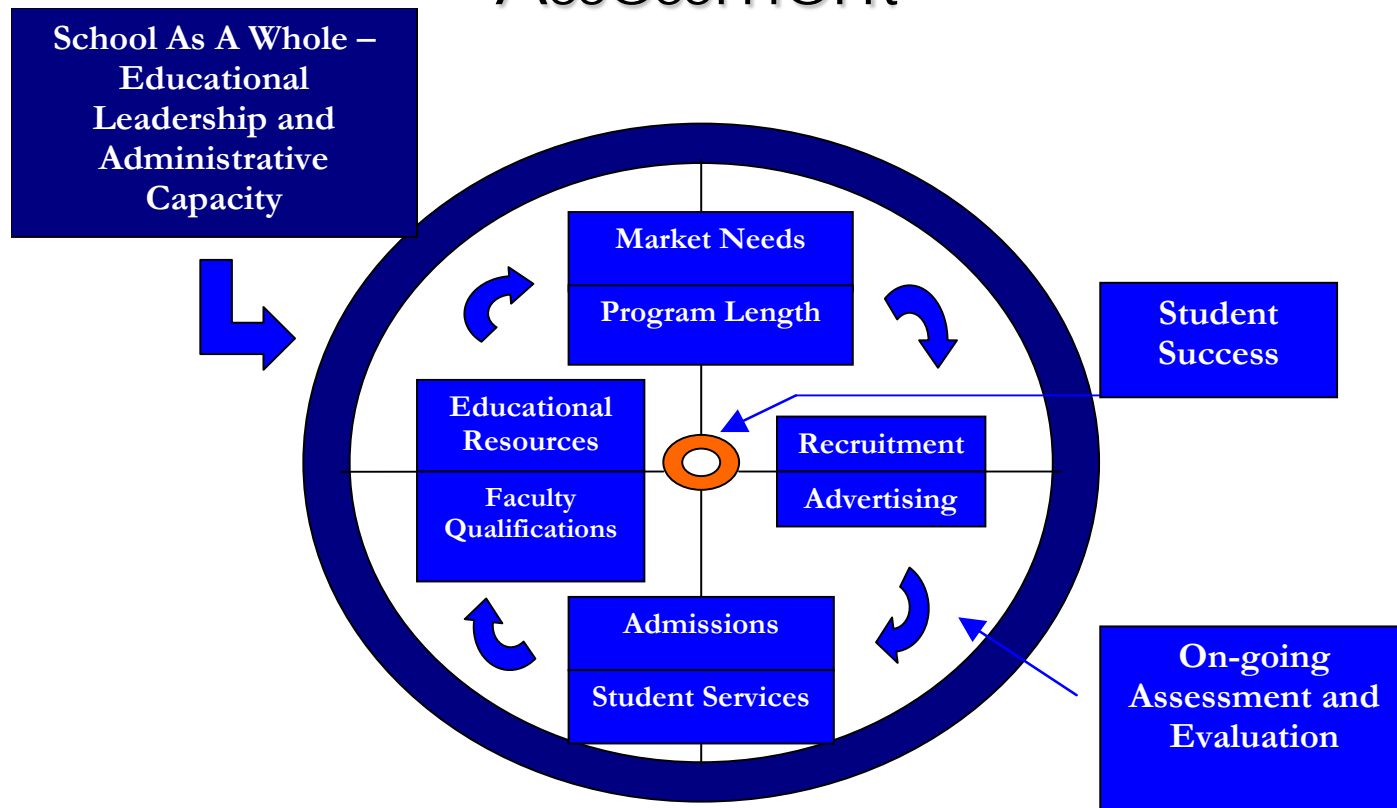 Assessment
School As A Whole –
Educational
Leadership and
Administrative
Capacity
Market Needs
Program Length
Student
Success
Educational
Resources
Recruitment
Faculty
Qualifications
Advertising
Admissions
Student Services
On-going
Assessment and
Evaluation